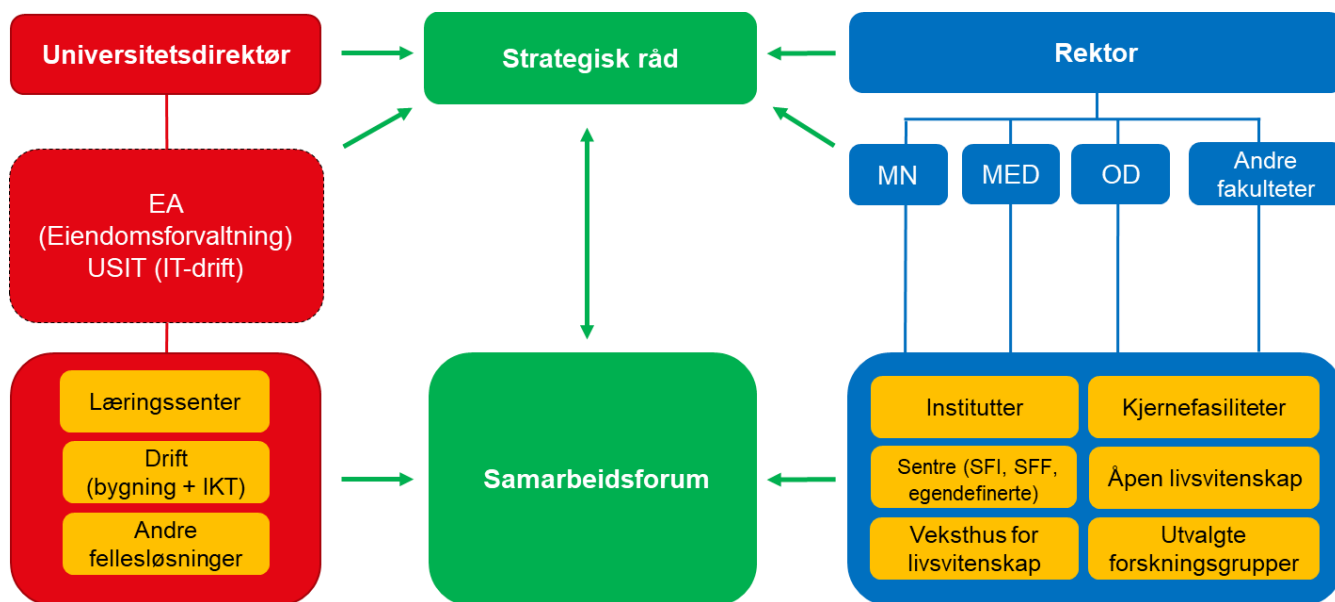 Universitetsdirektør
Strategisk råd
Rektor
MN
MED
OD
Andre
fakulteter
EA
(Eiendomsforvaltning)
USIT (IT-drift)
Læringssenter
Drift
(bygning + IKT)
Andre
fellesløsninger
Samarbeidsforum
Institutter
Kjernefasiliteter
Sentre (SFI, SFF,
egendefinerte)
Åpen livsvitenskap
Veksthus for
livsvitenskap
Utvalgte
forskningsgrupper